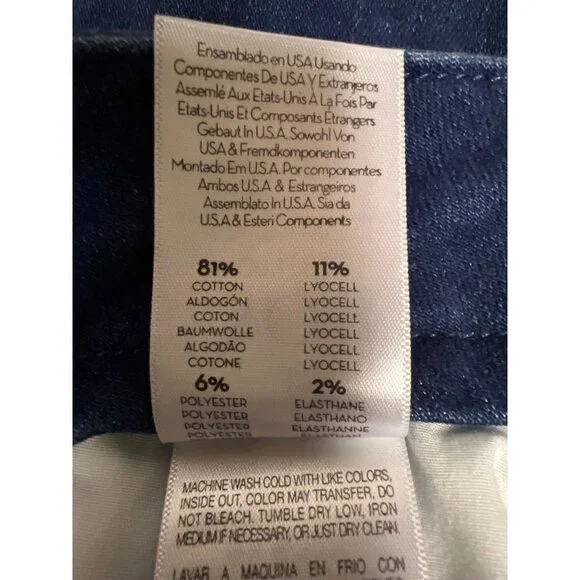 Ensamblado en USA Usando
Componentes De USA Y Extranjeros
Assemlé Aux Etats-Unis À La Fois Par
Etats-Unis Et Composants Etrangers
Gebaut In U.S.A. Sowohl Von
USA & Fremdkomponenten
Montado Em U.S.A. Por componentes
Ambos U.S.A & Estrangeiros
Assemblato In U.S.A. Sia da
U.S.A & Esteri Components
81% 11%
COTTON LYOCELL
ALDOGÓN LYOCELL
COTON LYOCELL
BAUMWOLLE LYOCELL
ALGODÃO LYOCELL
COTONE LYOCELL
6% 2%
POLYESTER ELASTHANE
POLYESTER ELASTHANO
POLYESTER ELASTHANNE
POLYESTER
MACHINE WASH COLD WITH LIKE COLORS,
INSIDE OUT, COLOR MAY TRANSFER, DO
NOT BLEACH. TUMBLE DRY LOW, IRON
MEDIUM IF NECESSARY, OR JUST DRY CLEAN.
LAVAR A MAQUINA EN FRIO CON